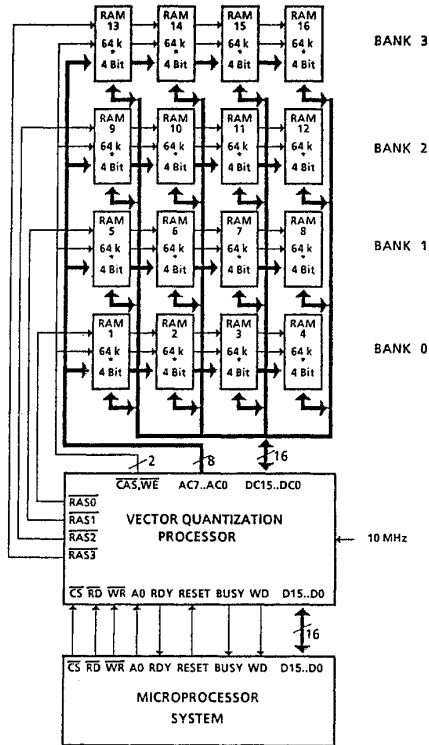 RAM 13 64 k * 4 Bit
RAM 14 64 k * 4 Bit
RAM 15 64 k * 4 Bit
RAM 16 64 k * 4 Bit
BANK 3
RAM 9 64 k * 4 Bit
RAM 10 64 k * 4 Bit
RAM 11 64 k * 4 Bit
RAM 12 64 k * 4 Bit
BANK 2
RAM 5 64 k * 4 Bit
RAM 6 64 k * 4 Bit
RAM 7 64 k * 4 Bit
RAM 8 64 k * 4 Bit
BANK 1
RAM 1 64 k * 4 Bit
RAM 2 64 k * 4 Bit
RAM 3 64 k * 4 Bit
RAM 4 64 k * 4 Bit
BANK 0
2 8 16
CAS,WE AC7..AC0 DC15..DC0
RAS0
RAS1
RAS2
RAS3
VECTOR QUANTIZATION
PROCESSOR
10 MHz
CS RD WR A0 RDY RESET BUSY WD D15..D0
16
CS RD WR A0 RDY RESET BUSY WD D15..D0
MICROPROCESSOR
SYSTEM